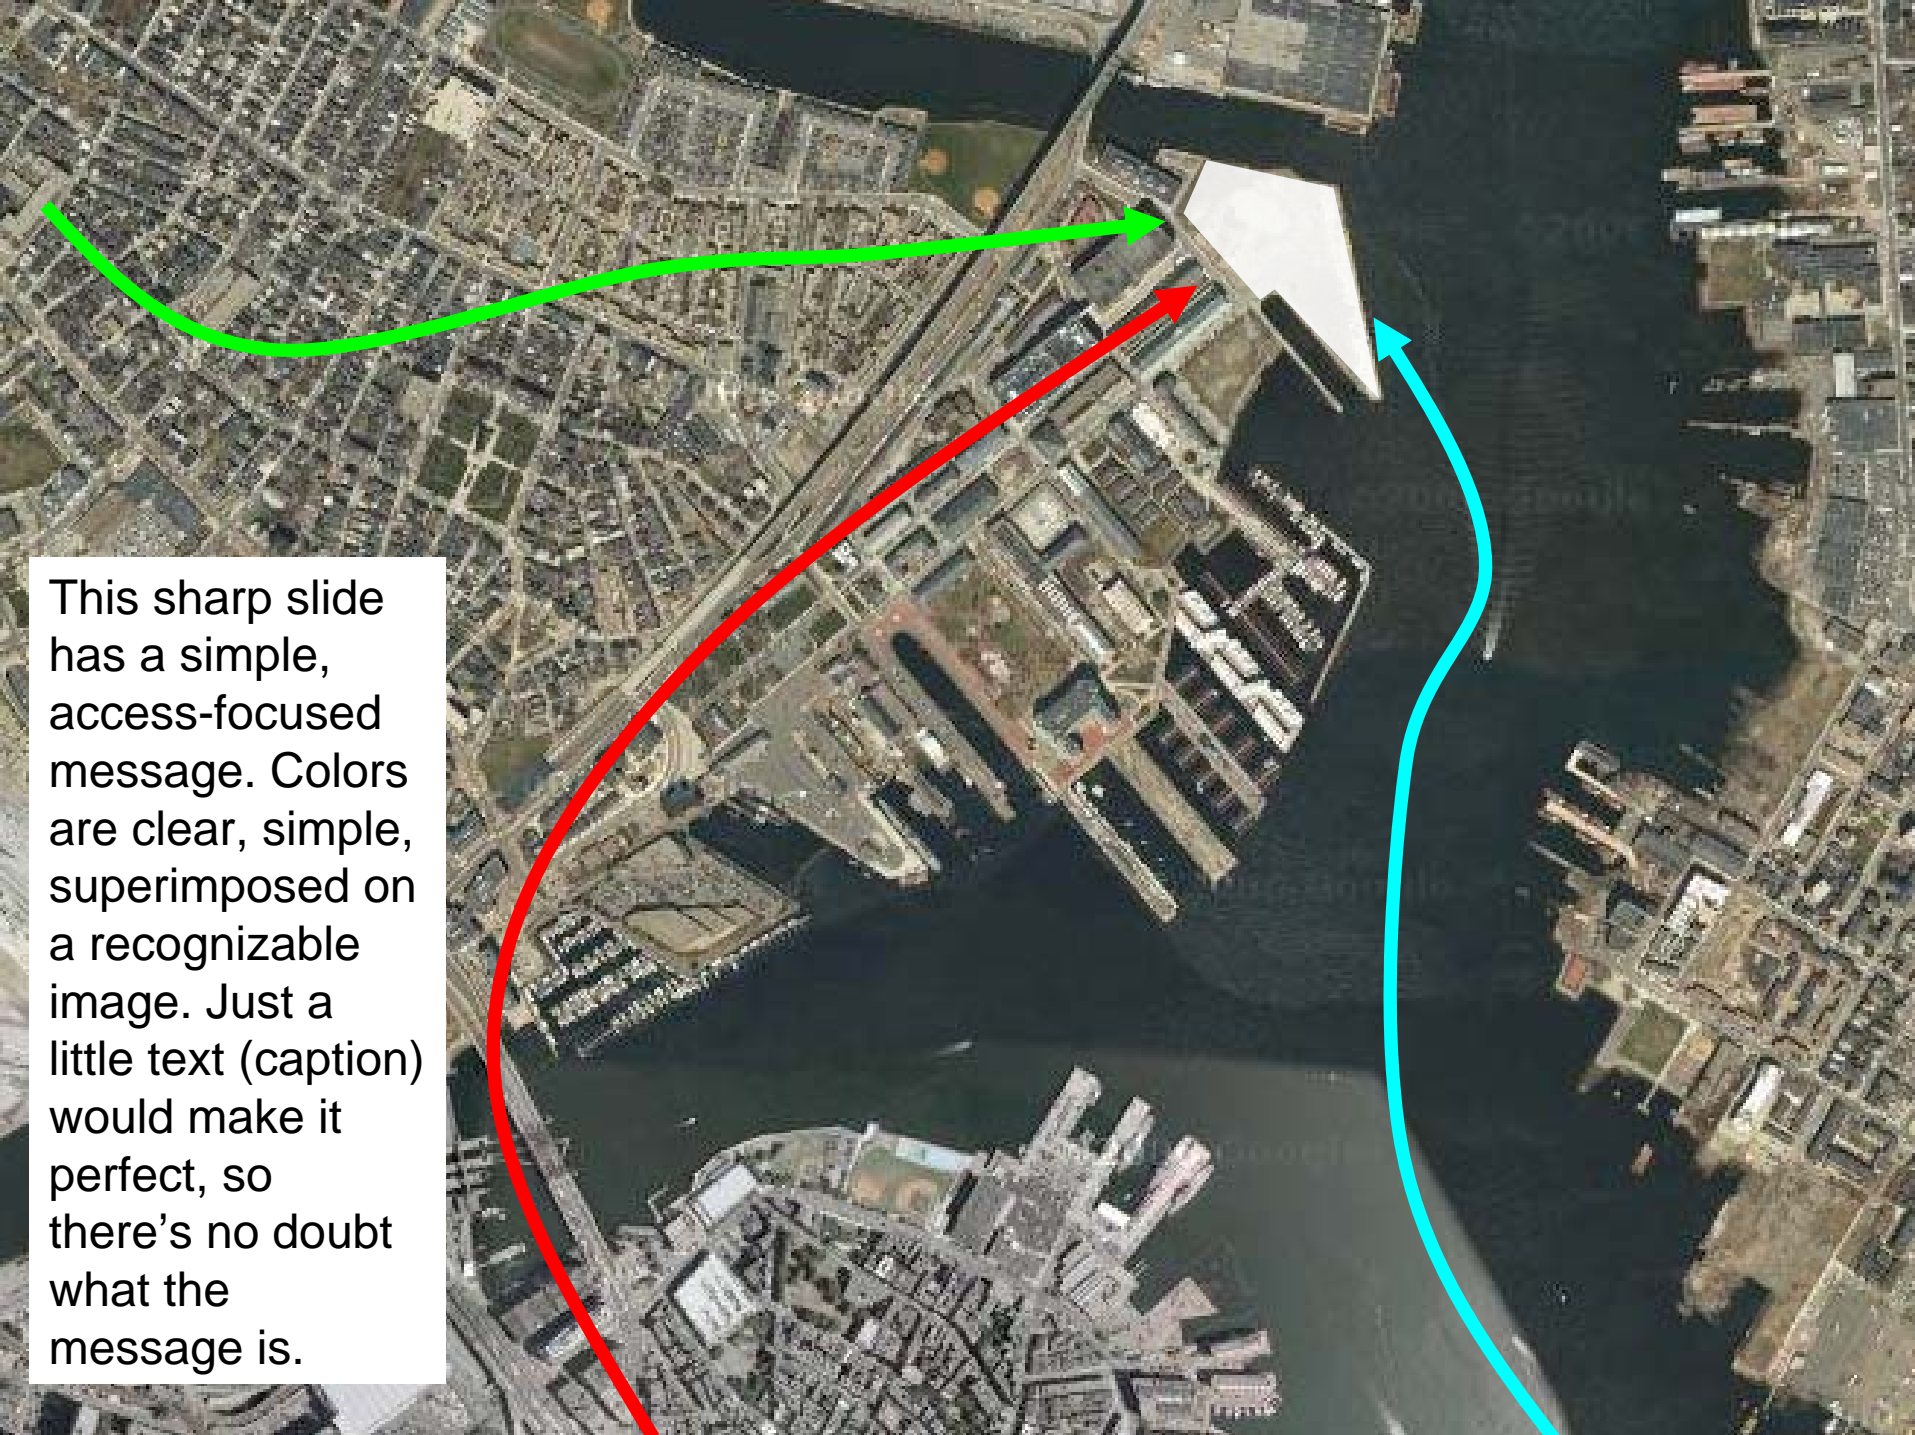 This sharp slide
has a simple,
access-focused
message. Colors
are clear, simple,
superimposed on
a recognizable
image. Just a
little text (caption)
would make it
perfect, so
there’s no doubt
what the
message is.